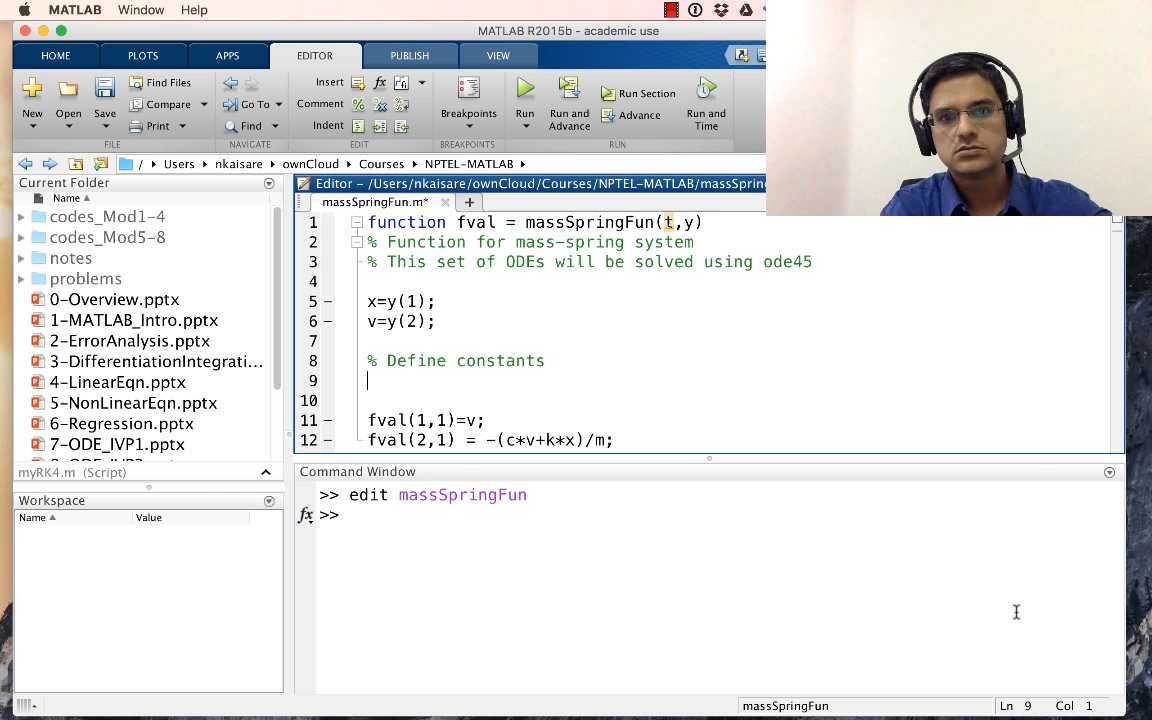 MATLAB Window Help
MATLAB R2015b - academic use
HOME PLOTS APPS EDITOR PUBLISH VIEW
New Open Save Find Files Compare Print
Go To Find
Insert fx Comment Indent
Breakpoints Run Run and Advance Run Section Advance Run and Time
FILE NAVIGATE EDIT BREAKPOINTS RUN
/ Users nkaisare ownCloud Courses NPTEL-MATLAB
Current Folder
Name
codes_Mod1-4
codes_Mod5-8
notes
problems
0-Overview.pptx
1-MATLAB_Intro.pptx
2-ErrorAnalysis.pptx
3-DifferentiationIntegrati...
4-LinearEqn.pptx
5-NonLinearEqn.pptx
6-Regression.pptx
7-ODE_IVP1.pptx
myRK4.m (Script)
Workspace
Name Value
Editor - /Users/nkaisare/ownCloud/Courses/NPTEL-MATLAB/massSprin
massSpringFun.m*
1 function fval = massSpringFun(t,y)
2 % Function for mass-spring system
3 % This set of ODEs will be solved using ode45
4
5 x=y(1);
6 v=y(2);
7
8 % Define constants
9
10
11 fval(1,1)=v;
12 fval(2,1) = -(c*v+k*x)/m;
Command Window
>> edit massSpringFun
fx >>
massSpringFun Ln 9 Col 1